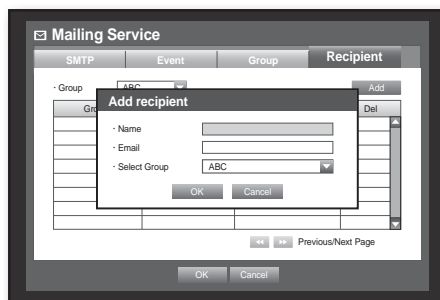 Mailing Service
SMTP Event Group Recipient
· Group ABC Add
Del
Add recipient
· Name
· Email
· Select Group ABC
OK Cancel
Previous/Next Page
OK Cancel